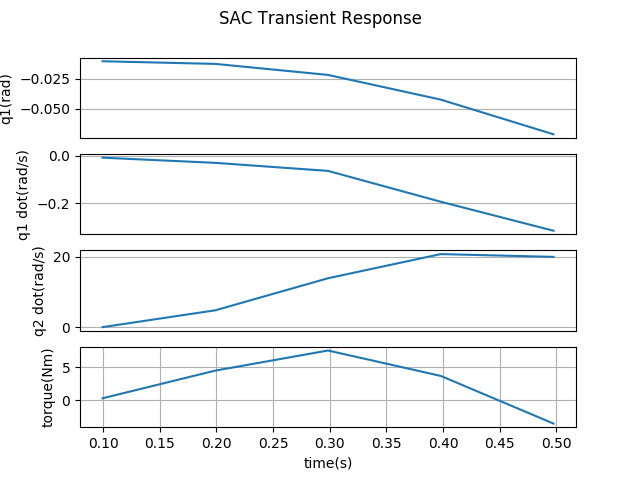 SAC Transient Response
q1(rad)
−0.025
−0.050
q1 dot(rad/s)
0.0
−0.2
q2 dot(rad/s)
20
0
torque(Nm)
5
0
0.10 0.15 0.20 0.25 0.30 0.35 0.40 0.45 0.50
time(s)